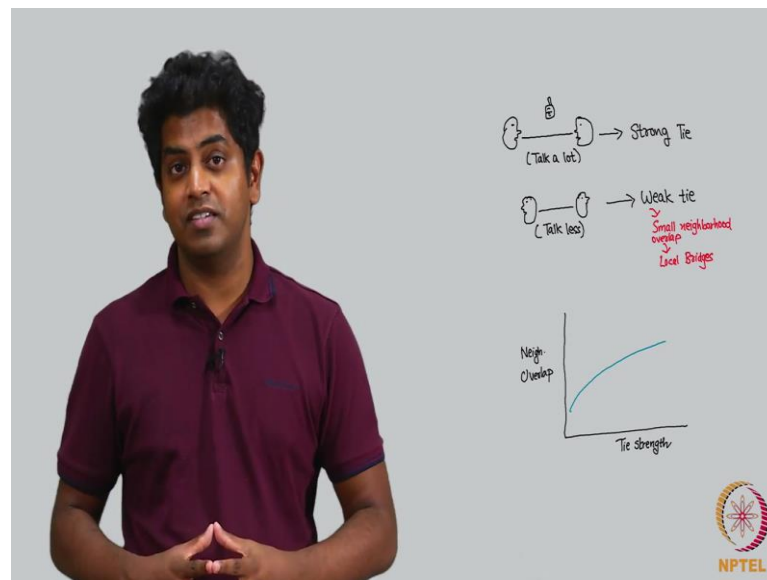 Strong Tie
(Talk a lot)
Weak tie
(Talk less)
Small neighborhood
overlap
Local Bridges
Neigh.
Overlap
Tie strength
NPTEL